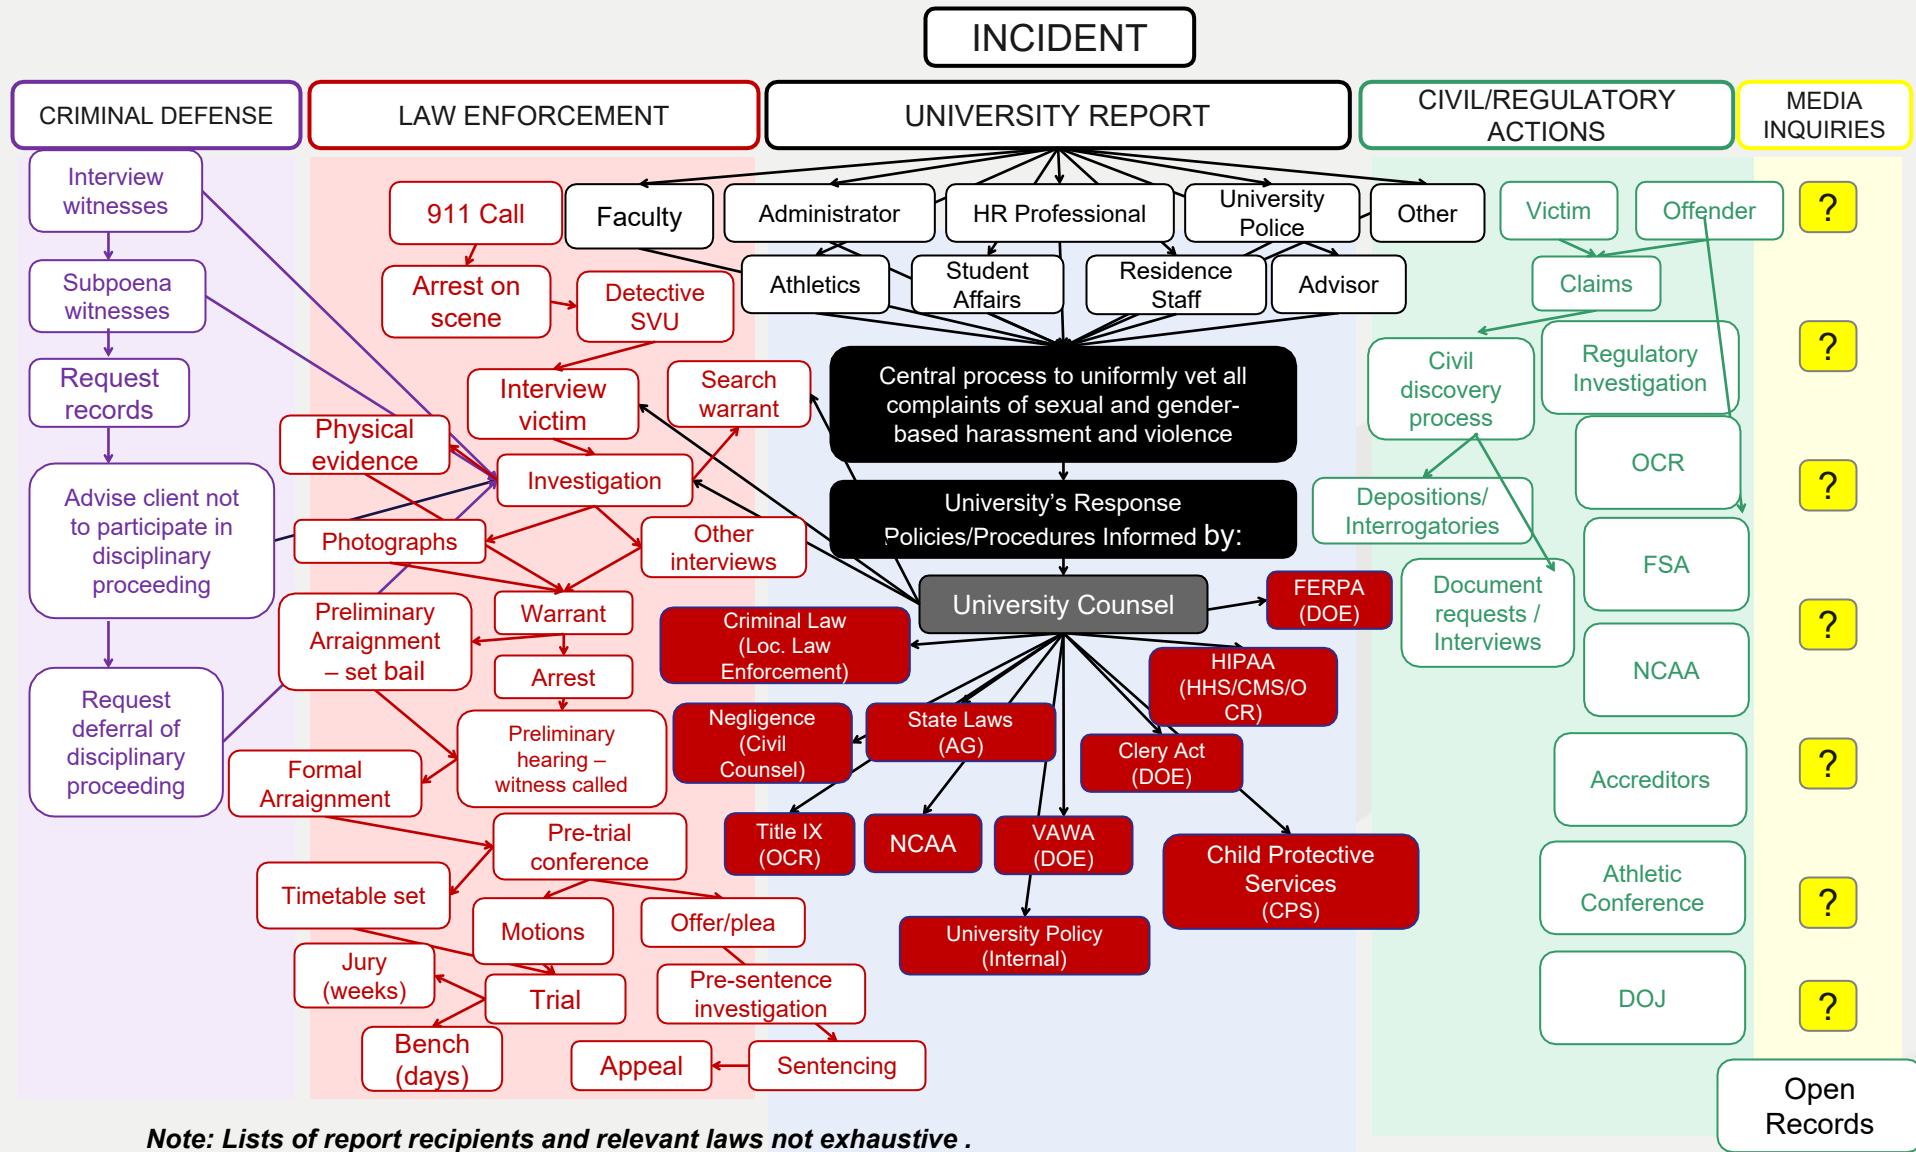 INCIDENT
CRIMINAL DEFENSE
LAW ENFORCEMENT
UNIVERSITY REPORT
CIVIL/REGULATORY
ACTIONS
MEDIA
INQUIRIES
Interview
witnesses
Subpoena
witnesses
Request
records
Advise client not
to participate in
disciplinary
proceeding
Request
deferral of
disciplinary
proceeding
911 Call
Arrest on
scene
Detective
SVU
Interview
victim
Search
warrant
Physical
evidence
Investigation
Photographs
Other
interviews
Warrant
Preliminary
Arraignment
– set bail
Arrest
Preliminary
hearing –
witness called
Formal
Arraignment
Pre-trial
conference
Timetable set
Motions
Offer/plea
Jury
(weeks)
Trial
Pre-sentence
investigation
Bench
(days)
Appeal
Sentencing
Faculty
Administrator
HR Professional
University
Police
Other
Athletics
Student
Affairs
Residence
Staff
Advisor
Central process to uniformly vet all
complaints of sexual and gender-
based harassment and violence
University’s Response
Policies/Procedures Informed by:
University Counsel
FERPA
(DOE)
Criminal Law
(Loc. Law
Enforcement)
HIPAA
(HHS/CMS/O
CR)
Negligence
(Civil
Counsel)
State Laws
(AG)
Clery Act
(DOE)
Title IX
(OCR)
NCAA
VAWA
(DOE)
Child Protective
Services
(CPS)
University Policy
(Internal)
Victim
Offender
Claims
Civil
discovery
process
Regulatory
Investigation
OCR
Depositions/
Interrogatories
FSA
Document
requests /
Interviews
NCAA
Accreditors
Athletic
Conference
DOJ
?
?
?
?
?
?
?
Open
Records
Note: Lists of report recipients and relevant laws not exhaustive .